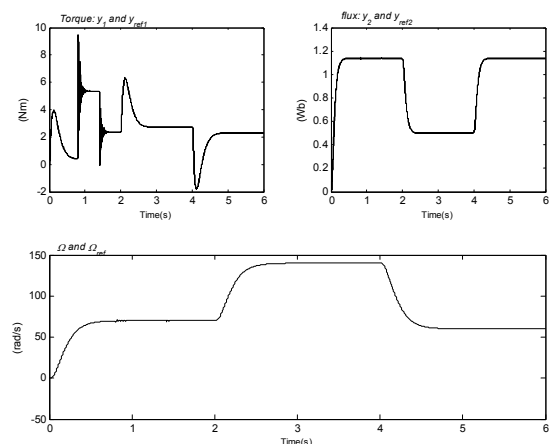 Torque: y1 and yref1
10
8
6
4
2
0
-2
(Nm)
0 1 2 3 4 5 6
Time(s)
flux: y2 and yref2
1.4
1.2
1
0.8
0.6
0.4
0.2
0
(Wb)
0 1 2 3 4 5 6
Time(s)
Ω and Ωref
150
100
50
0
-50
(rad/s)
0 1 2 3 4 5 6
Time(s)